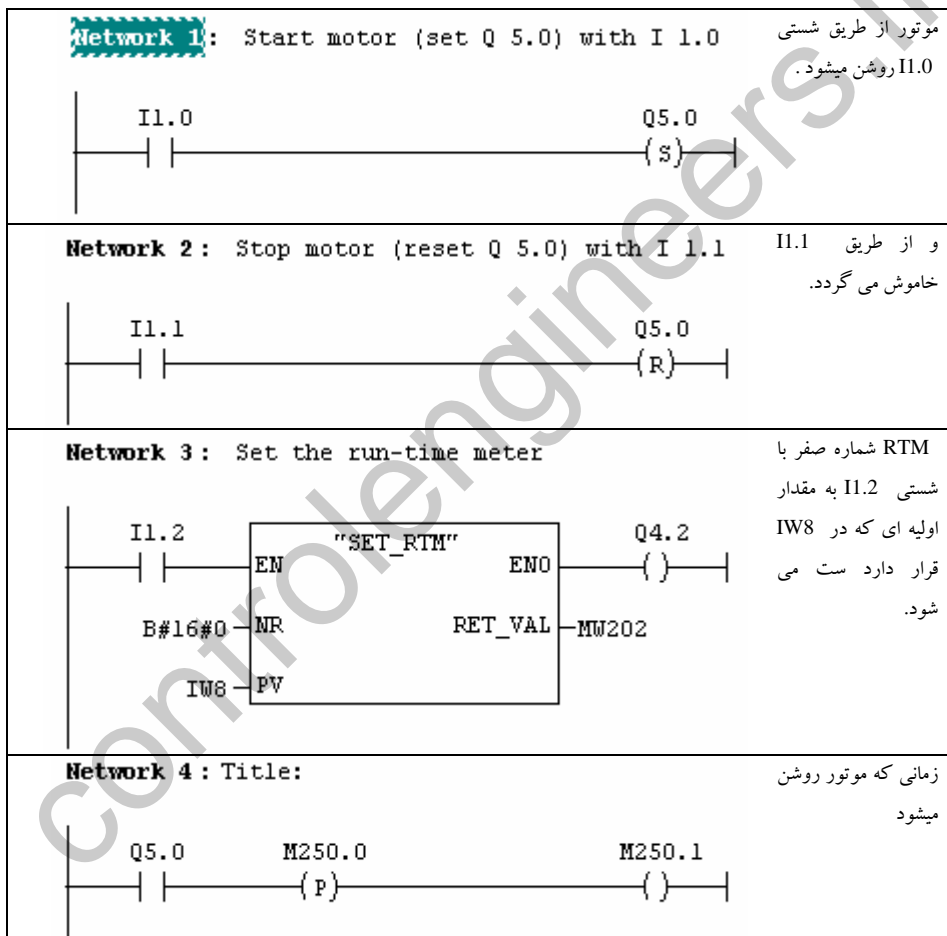 Network 1: Start motor (set Q 5.0) with I 1.0
موتور از طریق شستی
I1.0 روشن میشود .
I1.0 Q5.0
(S)
Network 2: Stop motor (reset Q 5.0) with I 1.1
و از طریق I1.1
خاموش می گردد.
I1.1 Q5.0
(R)
Network 3: Set the run-time meter
RTM شماره صفر با
شستی I1.2 به مقدار
اولیه ای که در IW8
قرار دارد ست می
شود.
I1.2 "SET_RTM" Q4.2
EN ENO ( )
B#16#0 NR RET_VAL MW202
IW8 PV
Network 4: Title:
زمانی که موتور روشن
میشود
Q5.0 M250.0 M250.1
(P) ( )
controlengineers.ir